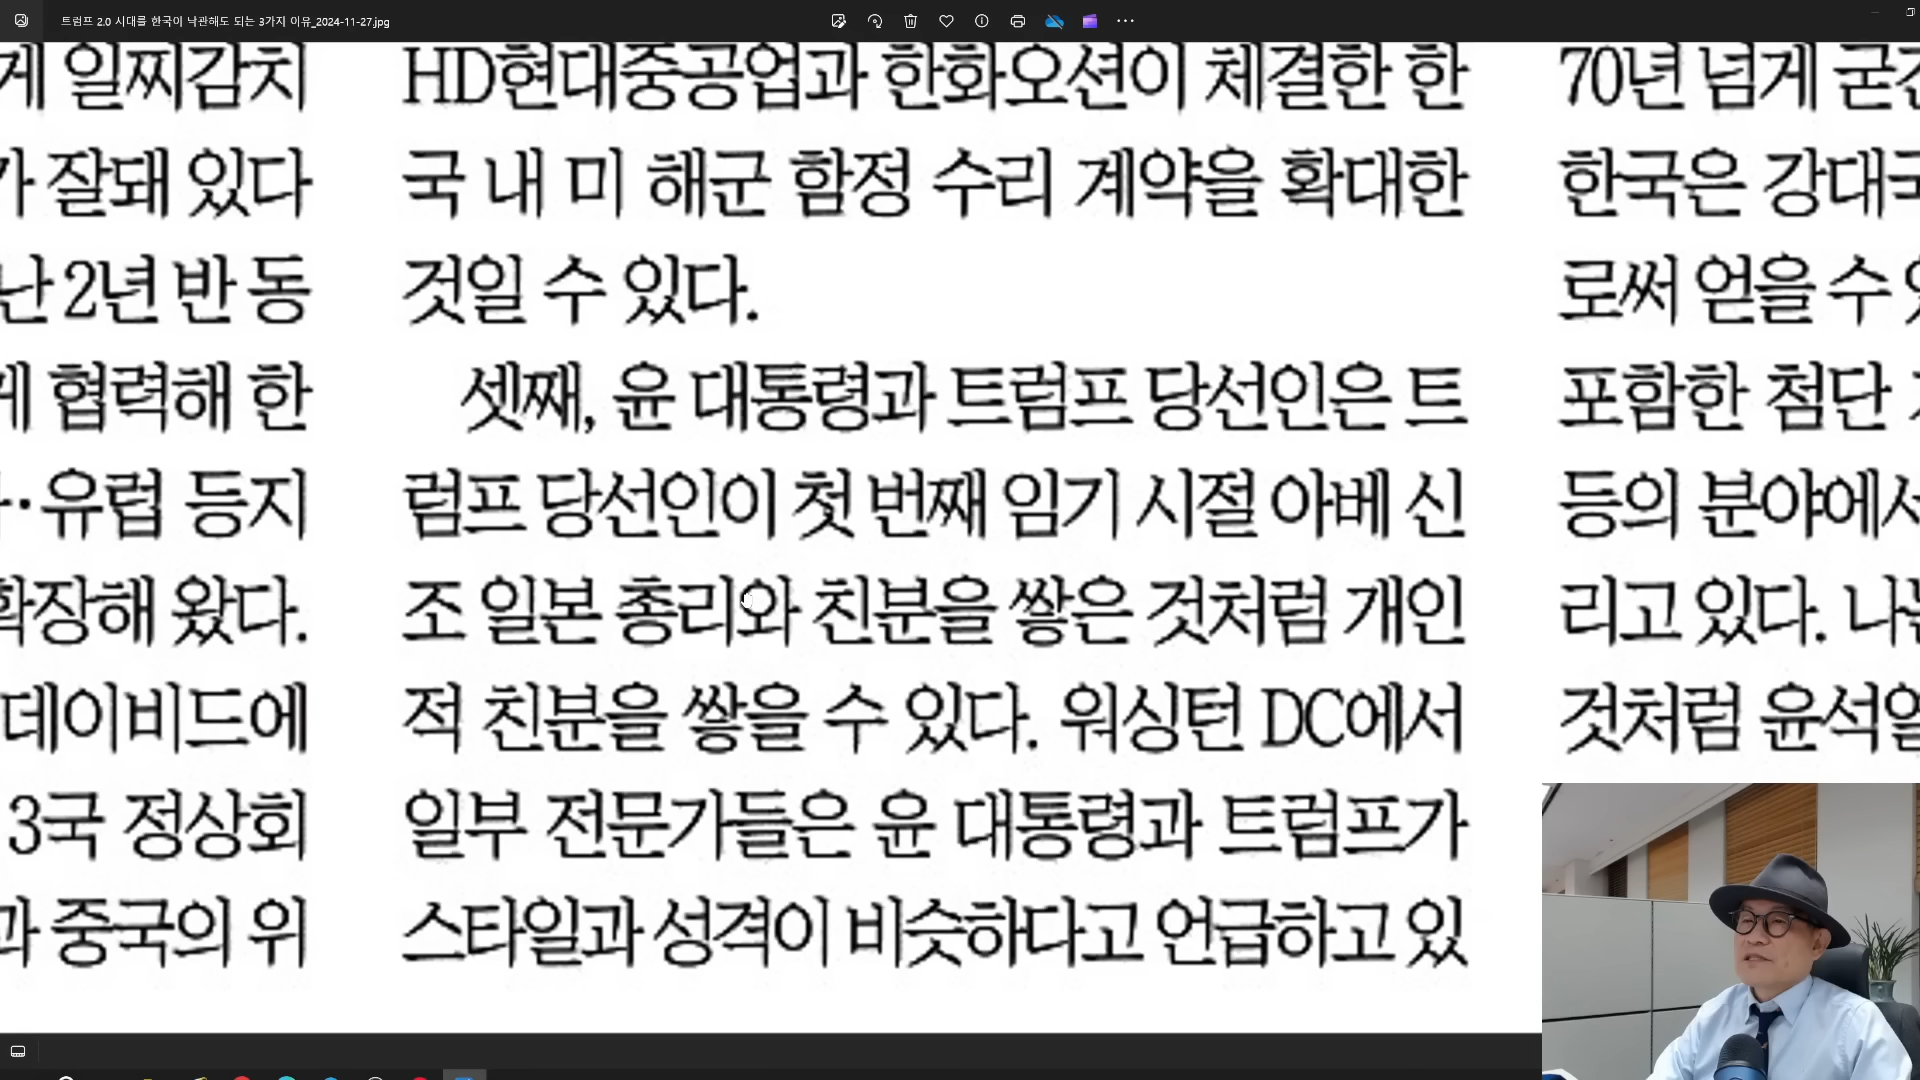 트럼프 2.0 시대를 한국이 낙관해도 되는 3가지 이유_2024-11-27.jpg
게 일찌감치
가 잘돼 있다
난 2년 반 동
게 협력해 한
·유럽 등지
확장해 왔다.
데이비드에
3국 정상회
과 중국의 위
HD현대중공업과 한화오션이 체결한 한
국 내 미 해군 함정 수리 계약을 확대한
것일 수 있다.
셋째, 윤 대통령과 트럼프 당선인은 트
럼프 당선인이 첫 번째 임기 시절 아베 신
조 일본 총리와 친분을 쌓은 것처럼 개인
적 친분을 쌓을 수 있다. 워싱턴 DC에서
일부 전문가들은 윤 대통령과 트럼프가
스타일과 성격이 비슷하다고 언급하고 있
70년 넘게 굳건
한국은 강대국
로써 얻을 수
포함한 첨단
등의 분야에서
리고 있다. 나는
것처럼 윤석열